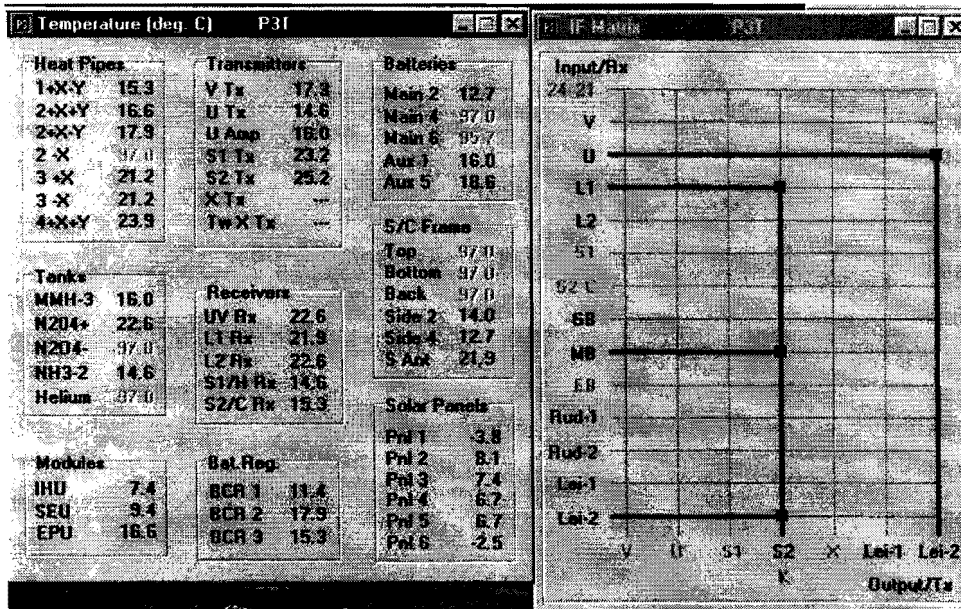 Temperature (deg. C) P3T
Heat Pipes
1+X-Y 15.3
2+X+Y 16.6
2+X-Y 17.9
2 -X 97.0
3 +X 21.2
3 -X 21.2
4+X+Y 23.9
Tanks
MMH-3 16.0
N2O4+ 22.6
N2O4- 97.0
NH3-2 14.6
Helium 97.0
Modules
IHU 7.4
SEU 9.4
EPU 16.6
Transmitters
V Tx 17.3
U Tx 14.6
U Amp 16.0
S1 Tx 23.2
S2 Tx 25.2
X Tx ---
TwX Tx ---
Receivers
UV Rx 22.6
L1 Rx 21.9
L2 Rx 22.6
S1/H Rx 14.6
S2/C Rx 15.3
Bat.Reg.
BCR 1 11.4
BCR 2 17.9
BCR 3 15.3
Batteries
Main 2 12.7
Main 4 97.0
Main 6 95.7
Aux 1 16.0
Aux 5 18.6
S/C Frame
Top 97.0
Bottom 97.0
Back 97.0
Side 2 14.0
Side 4 12.7
S Ant 21.9
Solar Panels
Pnl 1 -3.8
Pnl 2 8.1
Pnl 3 7.4
Pnl 4 6.7
Pnl 5 6.7
Pnl 6 -2.5
IF Matrix P3T
Input/Rx
24 21
V
U
L1
L2
S1
S2 C
GB
MB
EB
Rud-1
Rud-2
Lei-1
Lei-2
V U S1 S2 X Lei-1 Lei-2
K
Output/Tx